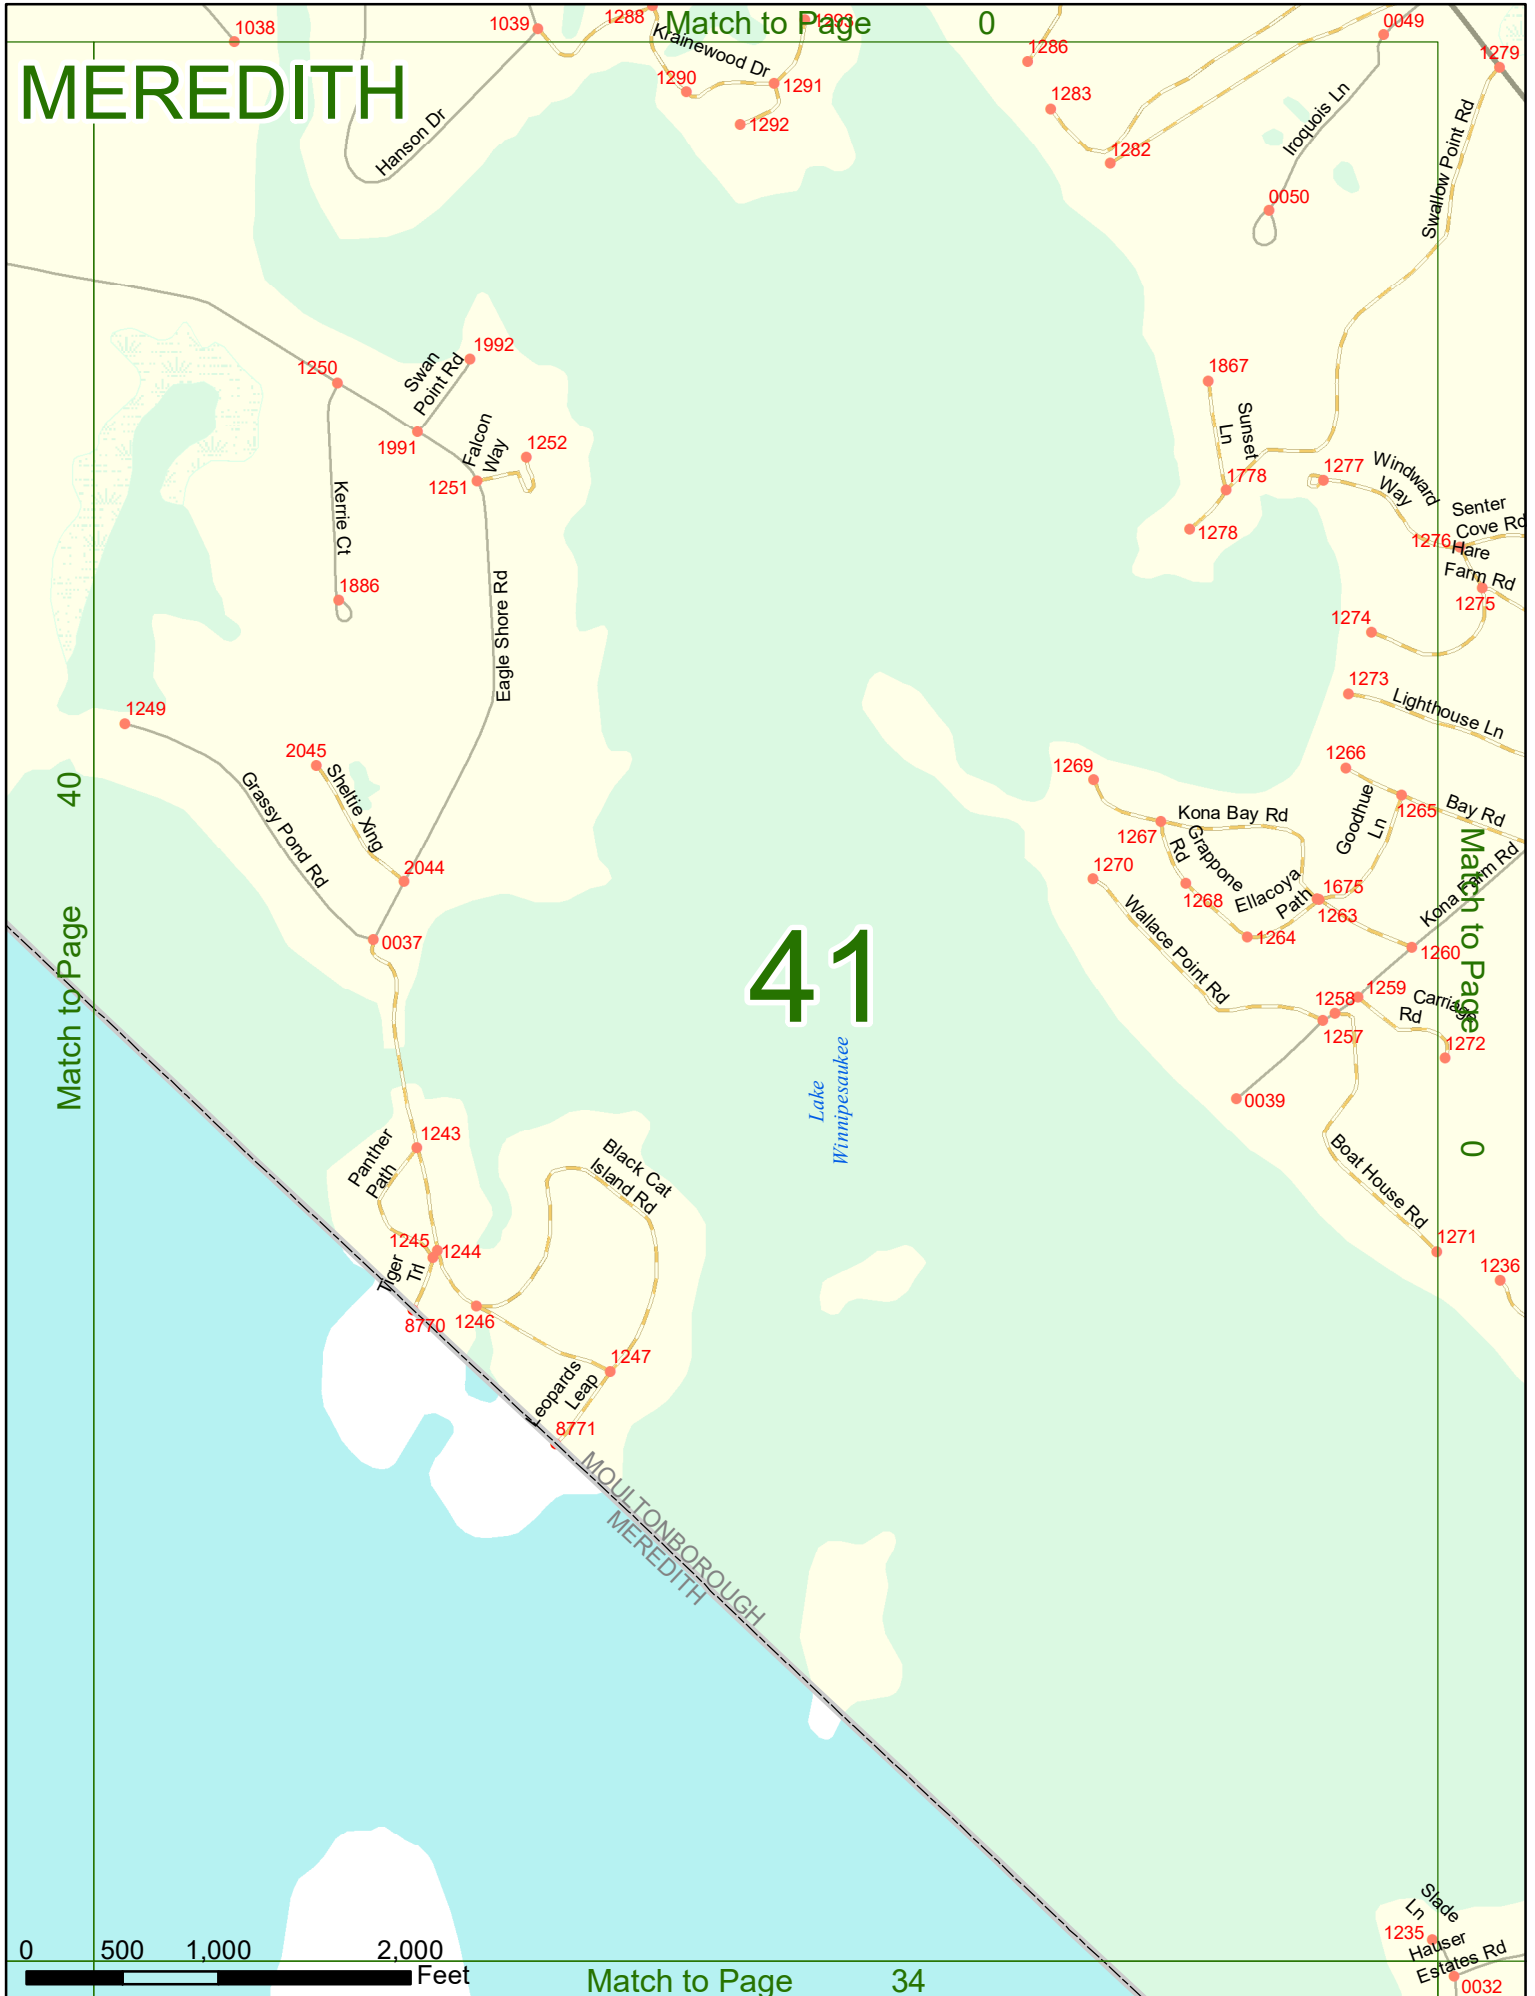 Match to Page 0
MEREDITH
1038
1039
1288
1293
Krainewood Dr
1290
1291
1292
Hanson Dr
1286
1283
1282
0049
1279
Iroquois Ln
0050
Swallow Point Rd
1250
Swan
Point Rd
1992
1991
Falcon
Way
1252
1251
Kerrie Ct
1886
Eagle Shore Rd
1867
Sunset
Ln
1778
1278
1277
Windward
Way
Senter
Cove Rd
1276
Hare
Farm Rd
1275
1274
1273
Lighthouse Ln
1249
2045
Sheltie Xing
Grassy Pond Rd
2044
0037
Match to Page 40
1266
1269
Goodhue
Ln
1265
Bay Rd
Kona Bay Rd
1267
Grappone
Rd
1270
1268
Ellacoya
Path
1675
1263
1264
Kona Farm Rd
1260
Wallace Point Rd
1259
1258
1257
Carriage
Rd
1272
0039
Match to Page 0
41
Lake
Winnipesaukee
Boat House Rd
1271
1236
1243
Panther
Path
Black Cat
Island Rd
1245
1244
Tiger
Trl
8770
1246
1247
Leopards
Leap
8771
MOULTONBOROUGH
MEREDITH
Slade
Ln
1235
Hauser
Estates Rd
0032
0 500 1,000 2,000
Feet
Match to Page 34